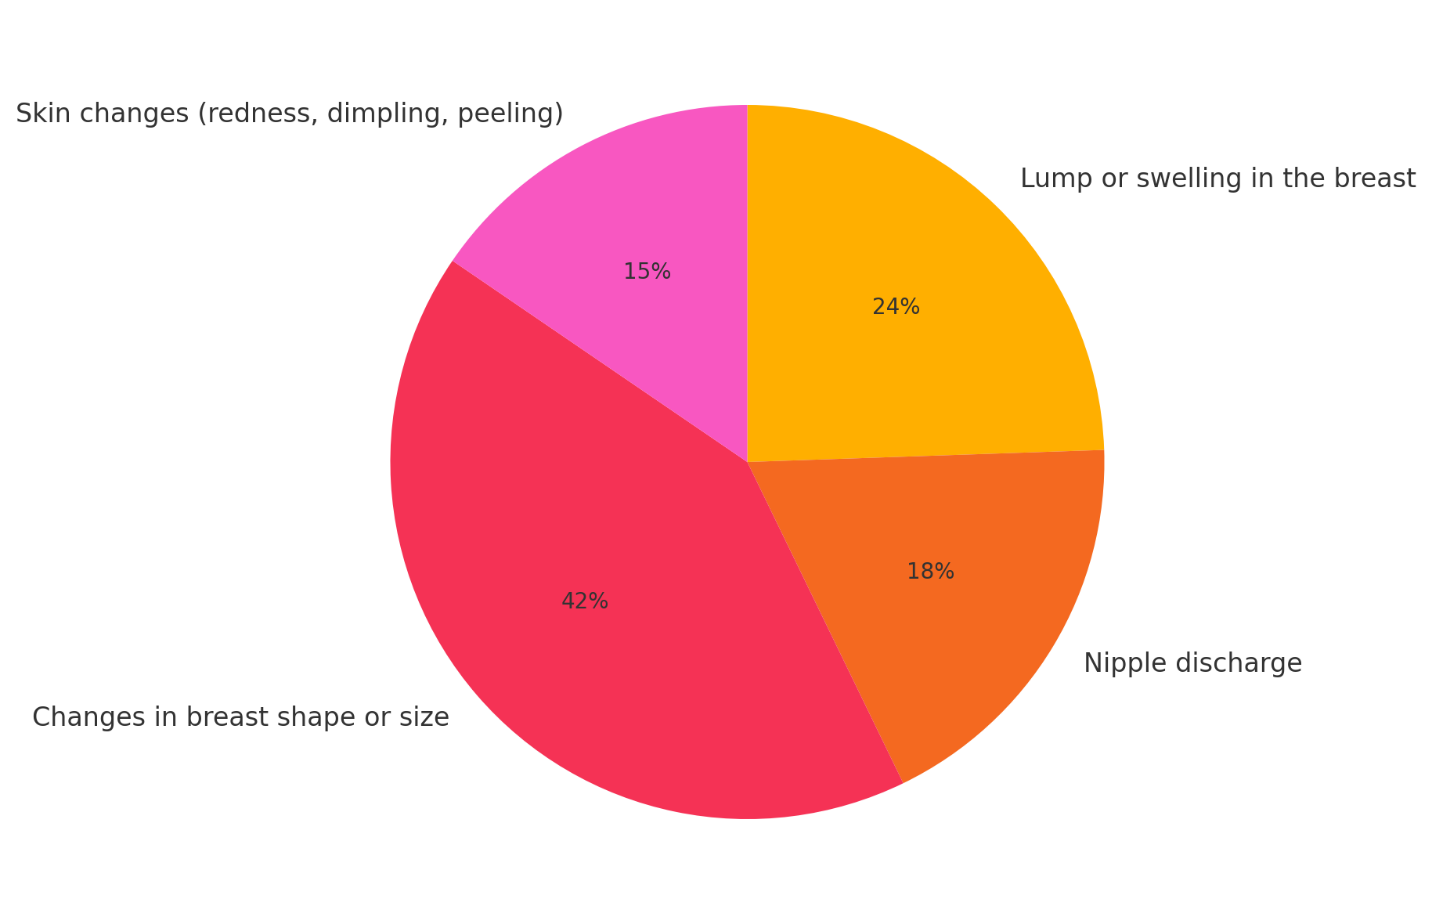 Skin changes (redness, dimpling, peeling)
Lump or swelling in the breast
15%
24%
18%
42%
Nipple discharge
Changes in breast shape or size